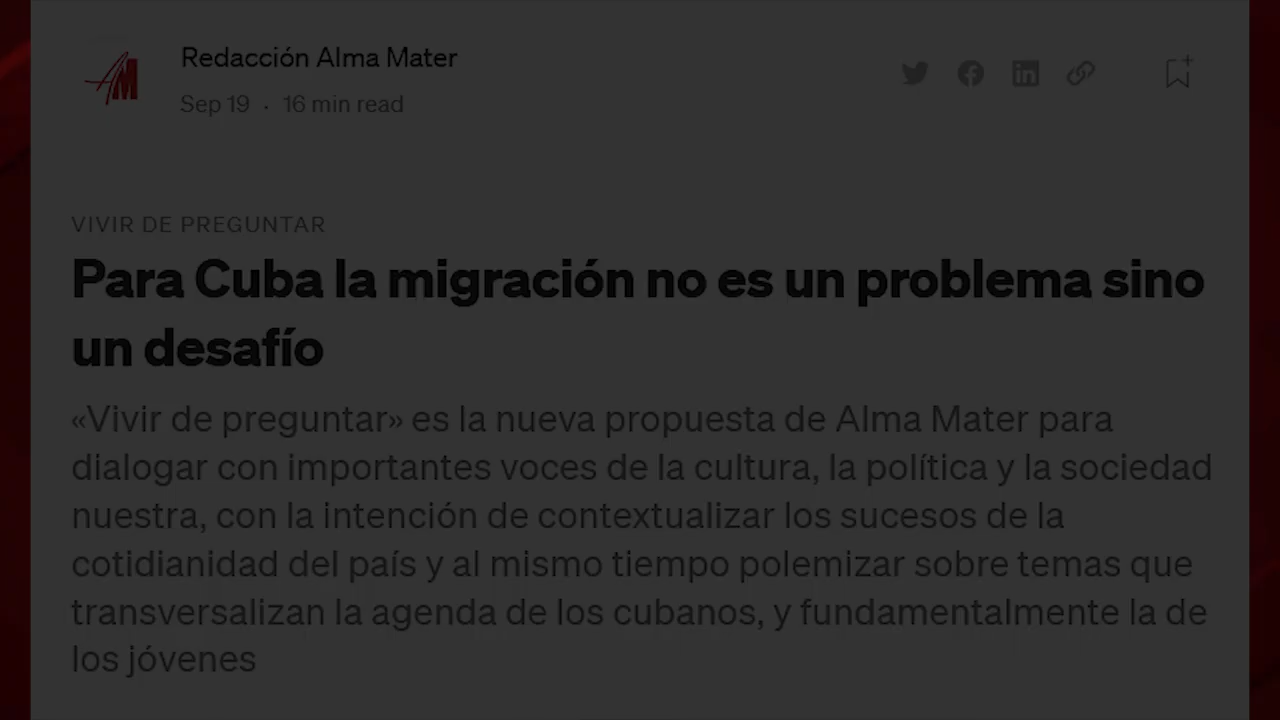 Redacción Alma Mater
Sep 19 · 16 min read
VIVIR DE PREGUNTAR
Para Cuba la migración no es un problema sino
un desafío
«Vivir de preguntar» es la nueva propuesta de Alma Mater para
dialogar con importantes voces de la cultura, la política y la sociedad
nuestra, con la intención de contextualizar los sucesos de la
cotidianidad del país y al mismo tiempo polemizar sobre temas que
transversalizan la agenda de los cubanos, y fundamentalmente la de
los jóvenes